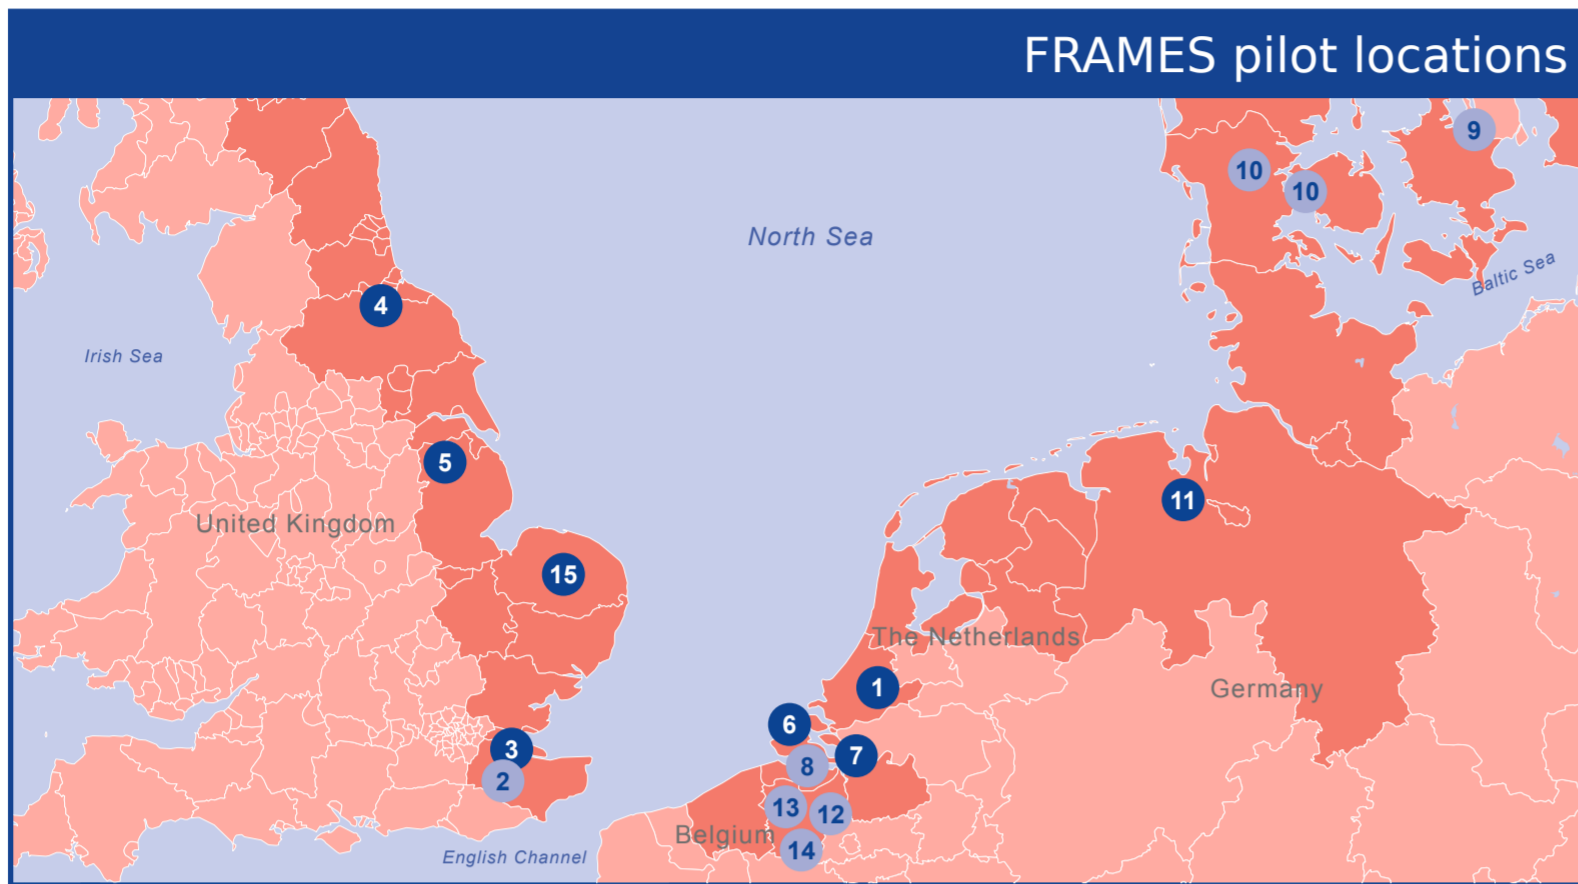 FRAMES pilot locations
9
10
10
North Sea
Baltic Sea
4
Irish Sea
5
11
United Kingdom
15
The Netherlands
1
Germany
6
3
7
8
2
13
12
Belgium
14
English Channel